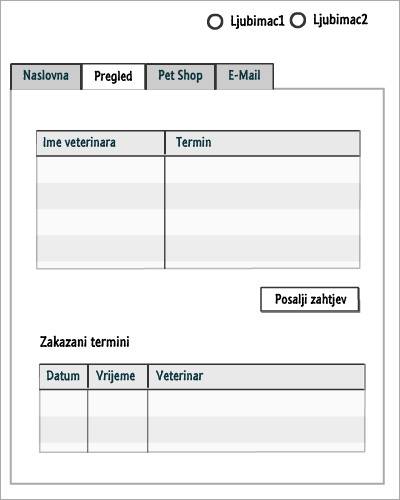 Ljubimac1 Ljubimac2
Naslovna Pregled Pet Shop E-Mail
Ime veterinara Termin
Posalji zahtjev
Zakazani termini
Datum Vrijeme Veterinar